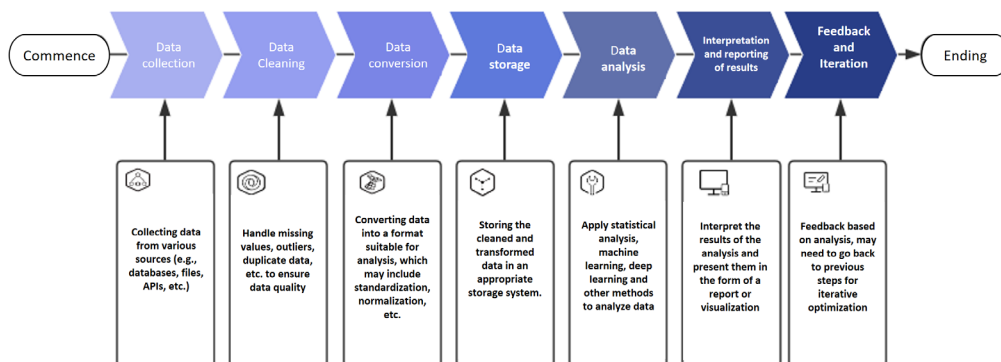 Commence
Data
collection
Data
Cleaning
Data
conversion
Data
storage
Data
analysis
Interpretation
and reporting
of results
Feedback
and
Iteration
Ending
Collecting data
from various
sources (e.g.,
databases, files,
APIs, etc.)
Handle missing
values, outliers,
duplicate data,
etc. to ensure
data quality
Converting data
into a format
suitable for
analysis, which
may include
standardization,
normalization,
etc.
Storing the
cleaned and
transformed
data in an
appropriate
storage system.
Apply statistical
analysis,
machine
learning, deep
learning and
other methods
to analyze data
Interpret the
results of the
analysis and
present them in
the form of a
report or
visualization
Feedback based
on analysis, may
need to go back
to previous
steps for
iterative
optimization